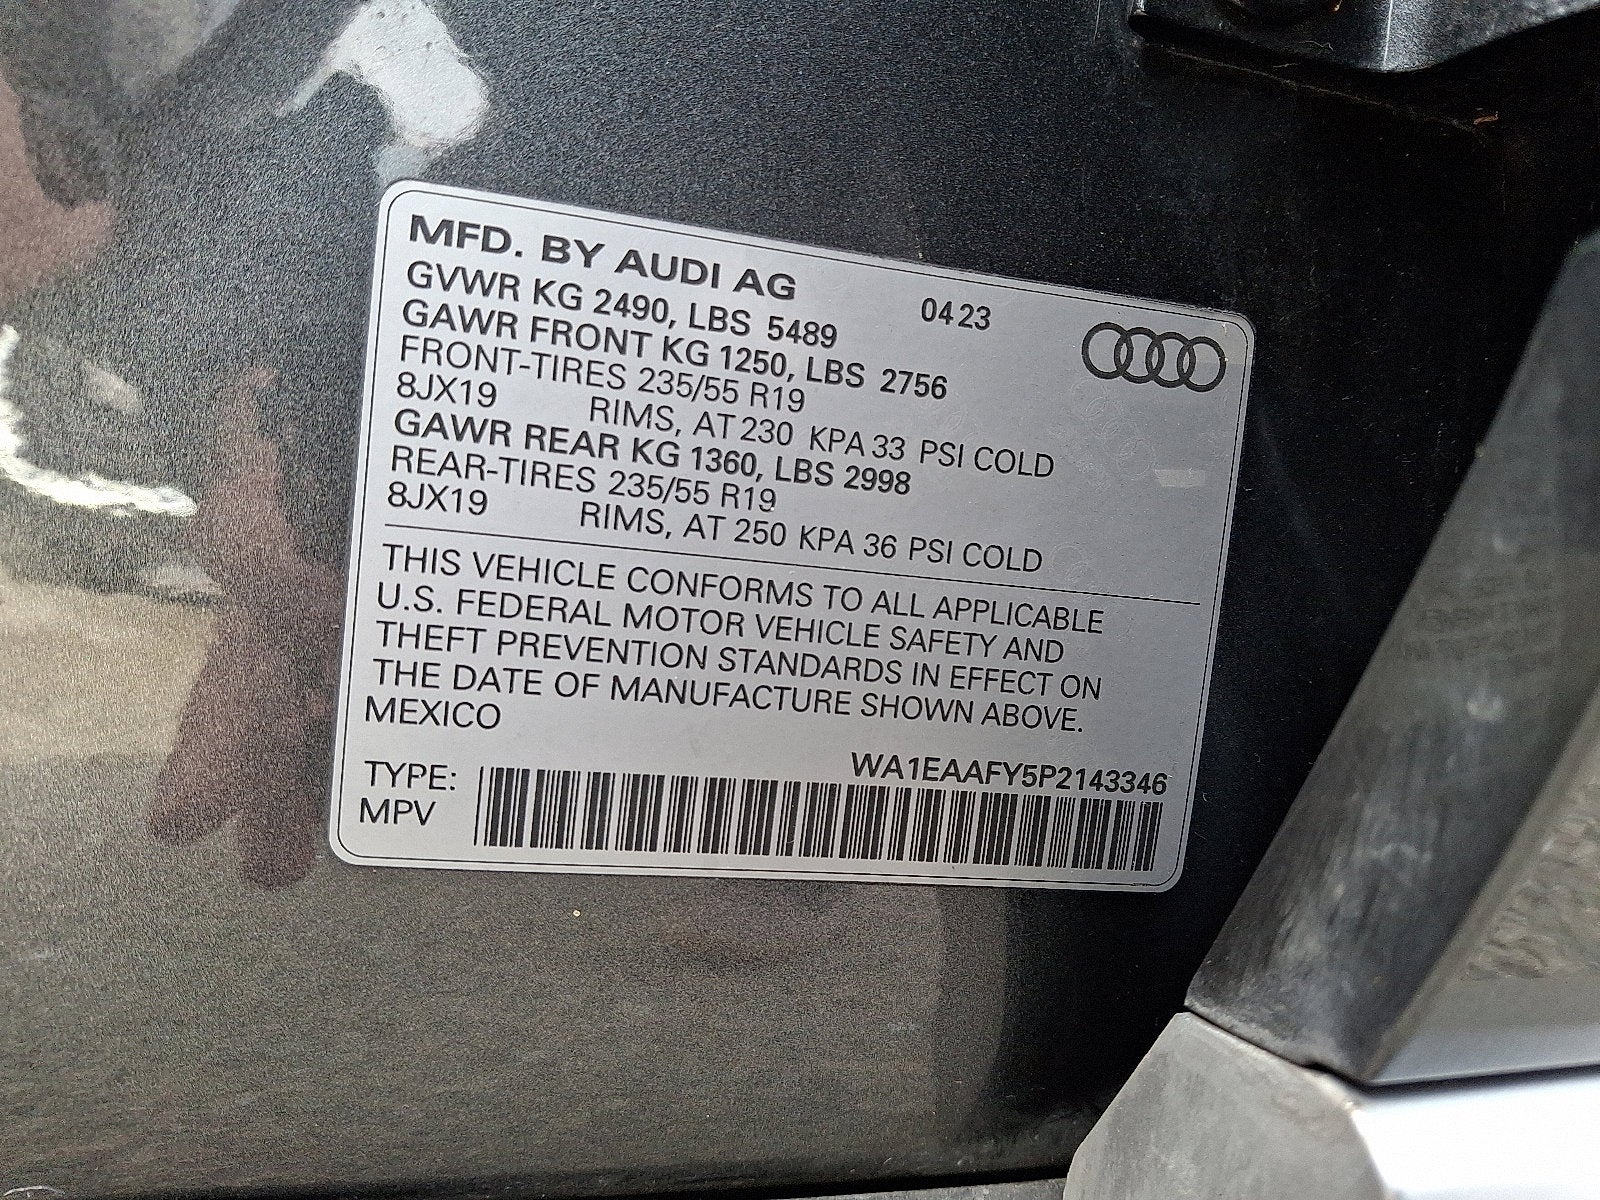 MFD. BY AUDI AG 0423
GVWR KG 2490, LBS 5489
GAWR FRONT KG 1250, LBS 2756
FRONT-TIRES 235/55 R19
8JX19 RIMS, AT 230 KPA 33 PSI COLD
GAWR REAR KG 1360, LBS 2998
REAR-TIRES 235/55 R19
8JX19 RIMS, AT 250 KPA 36 PSI COLD
THIS VEHICLE CONFORMS TO ALL APPLICABLE
U.S. FEDERAL MOTOR VEHICLE SAFETY AND
THEFT PREVENTION STANDARDS IN EFFECT ON
THE DATE OF MANUFACTURE SHOWN ABOVE.
MEXICO
WA1EAAFY5P2143346
TYPE:
MPV